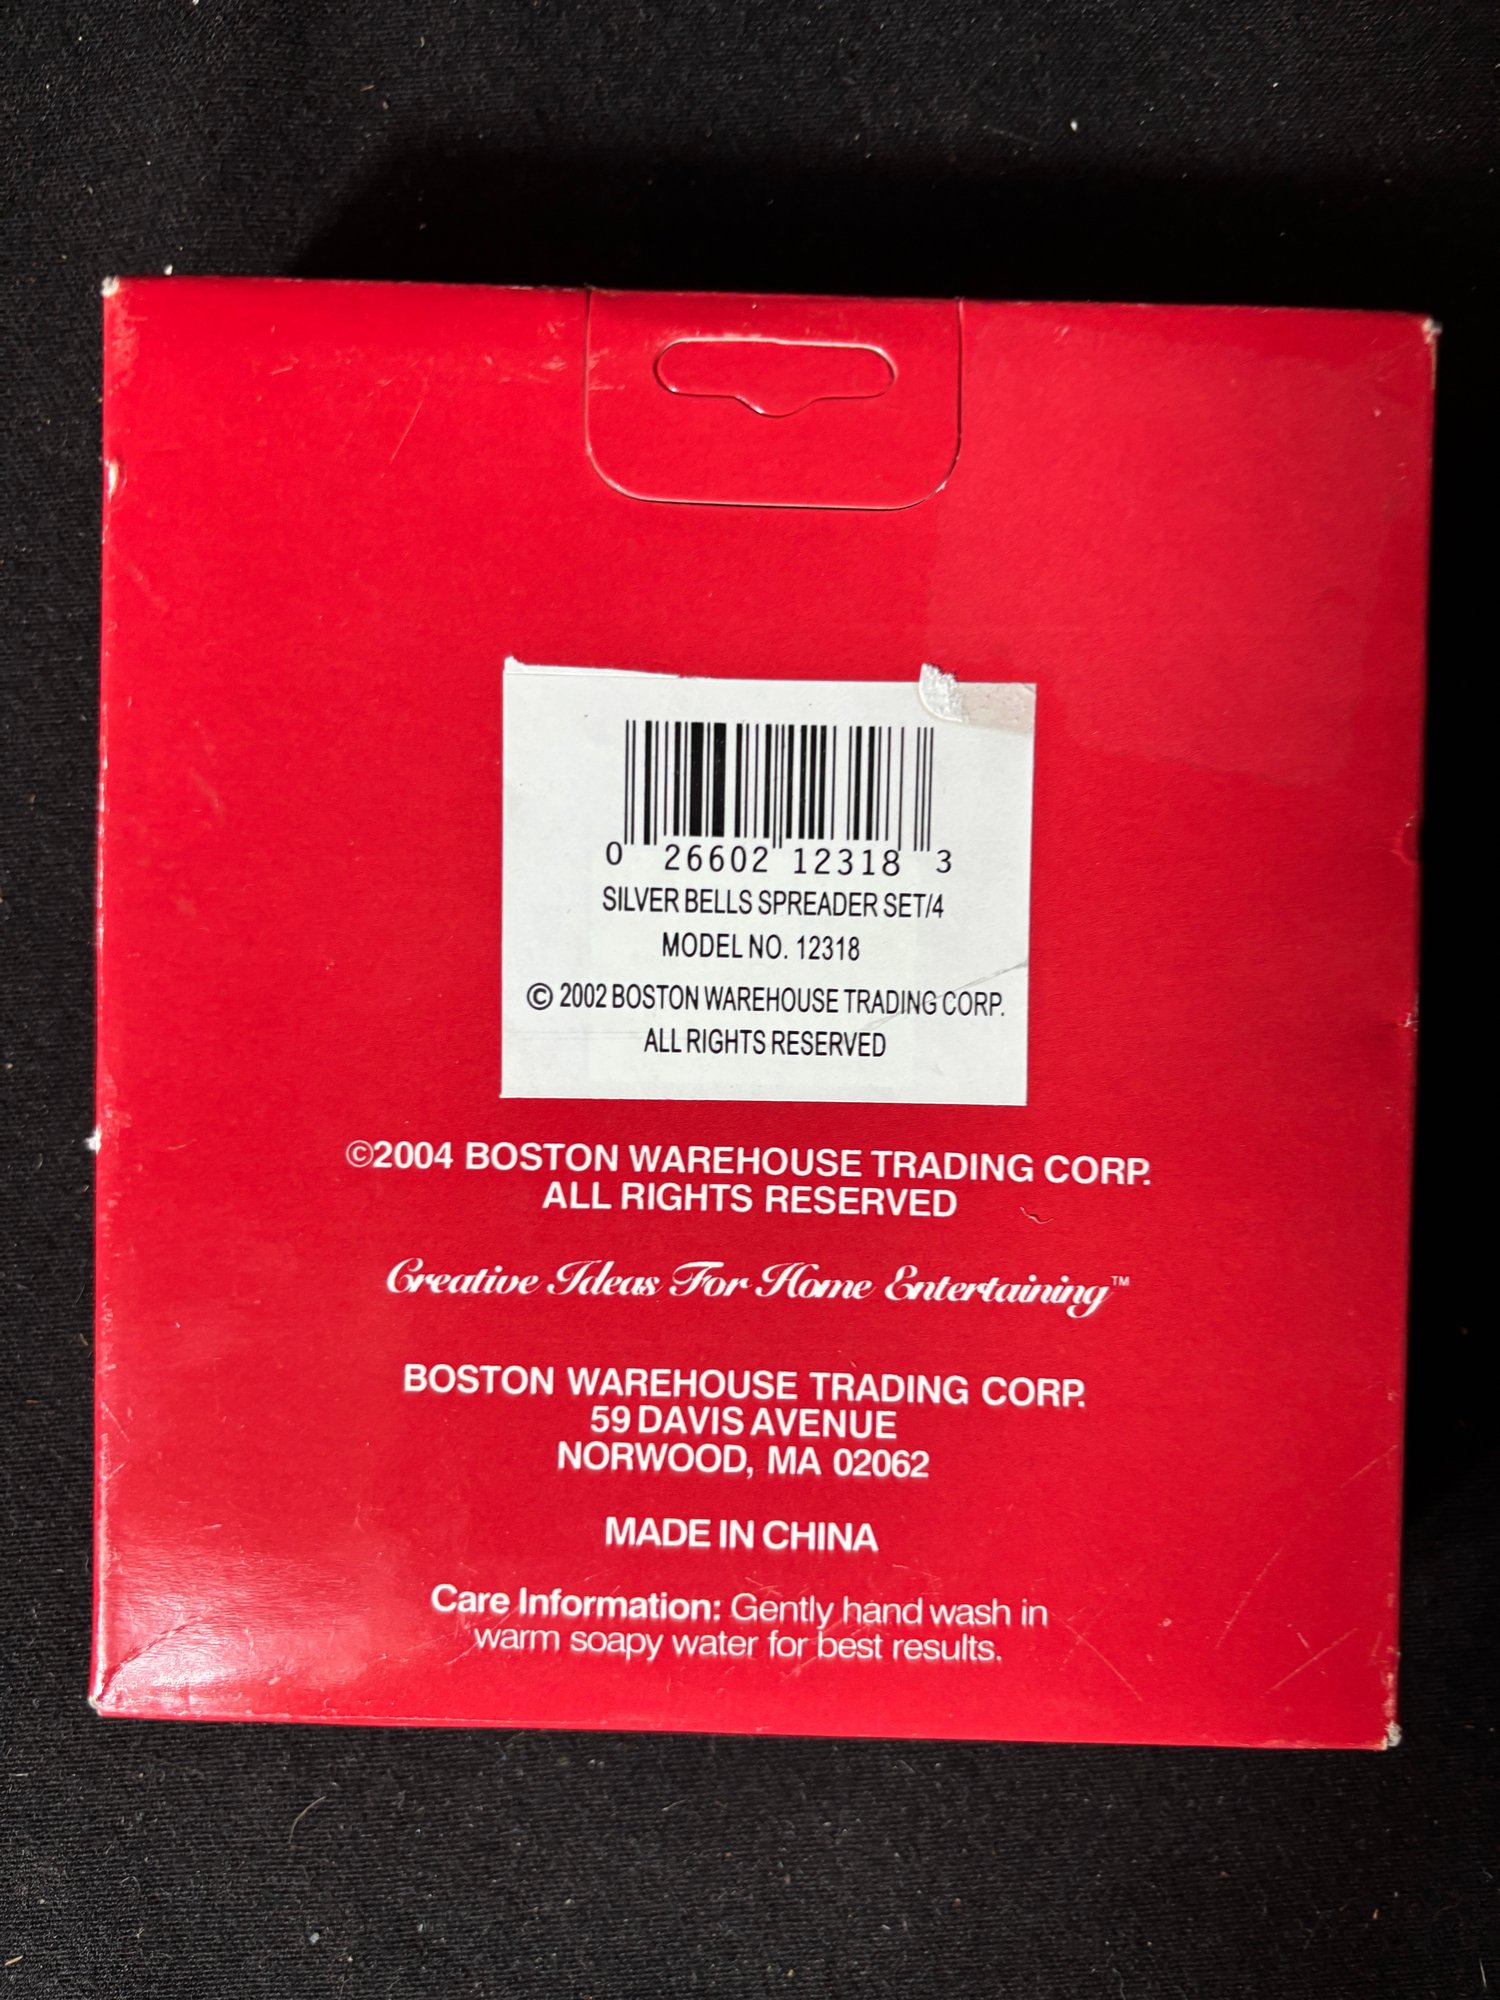 0 26602 12318 3
SILVER BELLS SPREADER SET/4
MODEL NO. 12318
© 2002 BOSTON WAREHOUSE TRADING CORP.
ALL RIGHTS RESERVED
©2004 BOSTON WAREHOUSE TRADING CORP.
ALL RIGHTS RESERVED
Creative Ideas For Home Entertaining™
BOSTON WAREHOUSE TRADING CORP.
59 DAVIS AVENUE
NORWOOD, MA 02062
MADE IN CHINA
Care Information: Gently hand wash in
warm soapy water for best results.